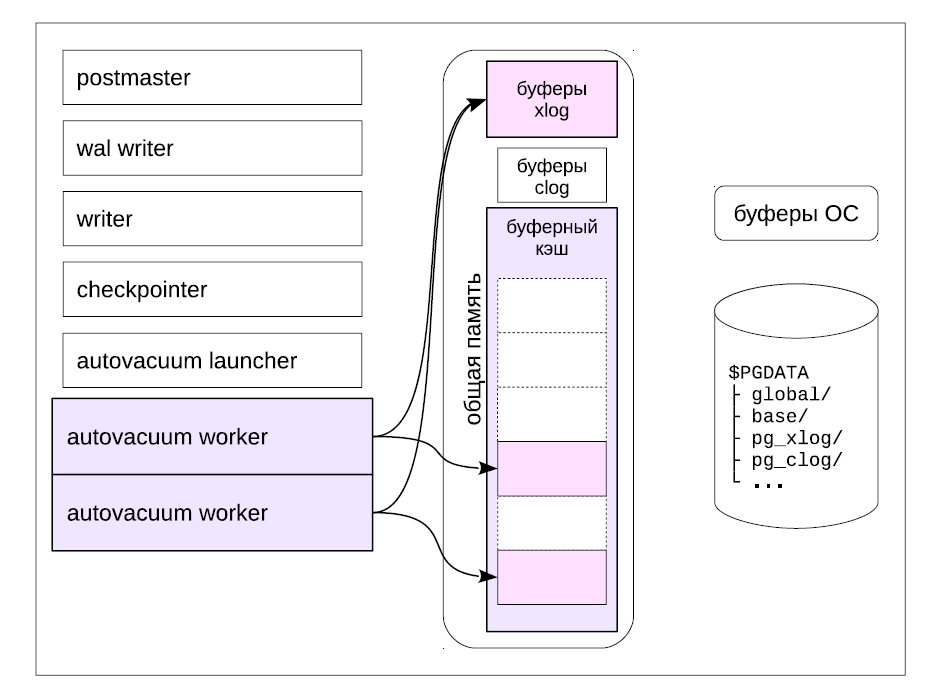 postmaster
wal writer
writer
checkpointer
autovacuum launcher
autovacuum worker
autovacuum worker
общая память
буферы
xlog
буферы
clog
буферный
кэш
буферы ОС
$PGDATA
global/
base/
pg_xlog/
pg_clog/
...